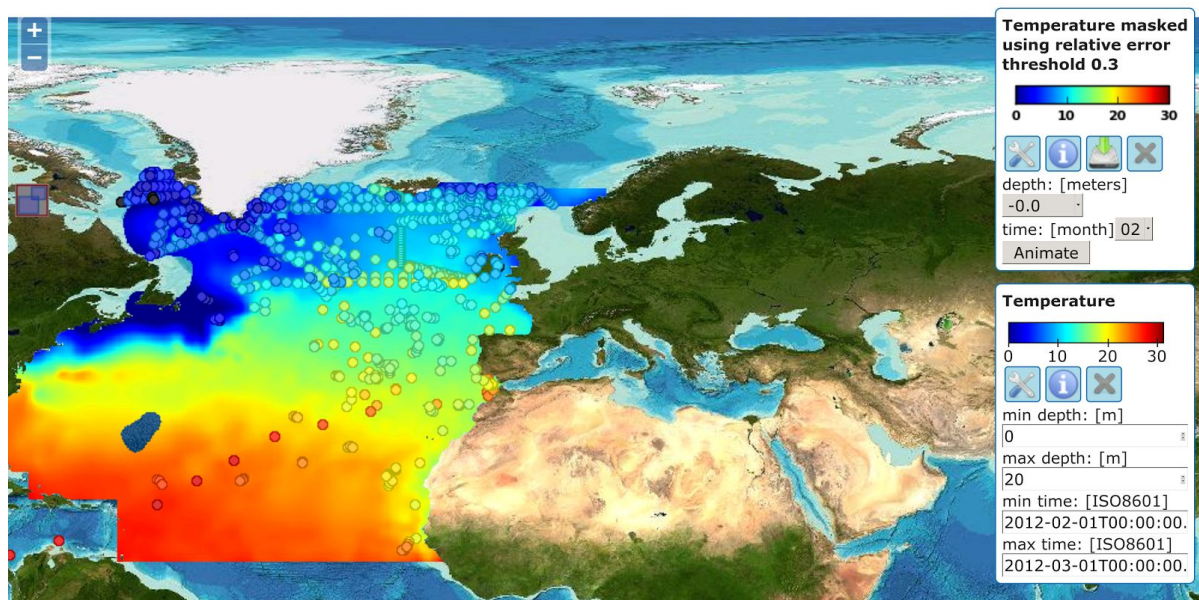 +
−
Temperature masked
using relative error
threshold 0.3
0 10 20 30
depth: [meters]
-0.0
time: [month] 02
Animate
Temperature
0 10 20 30
min depth: [m]
0
max depth: [m]
20
min time: [ISO8601]
2012-02-01T00:00:00.
max time: [ISO8601]
2012-03-01T00:00:00.